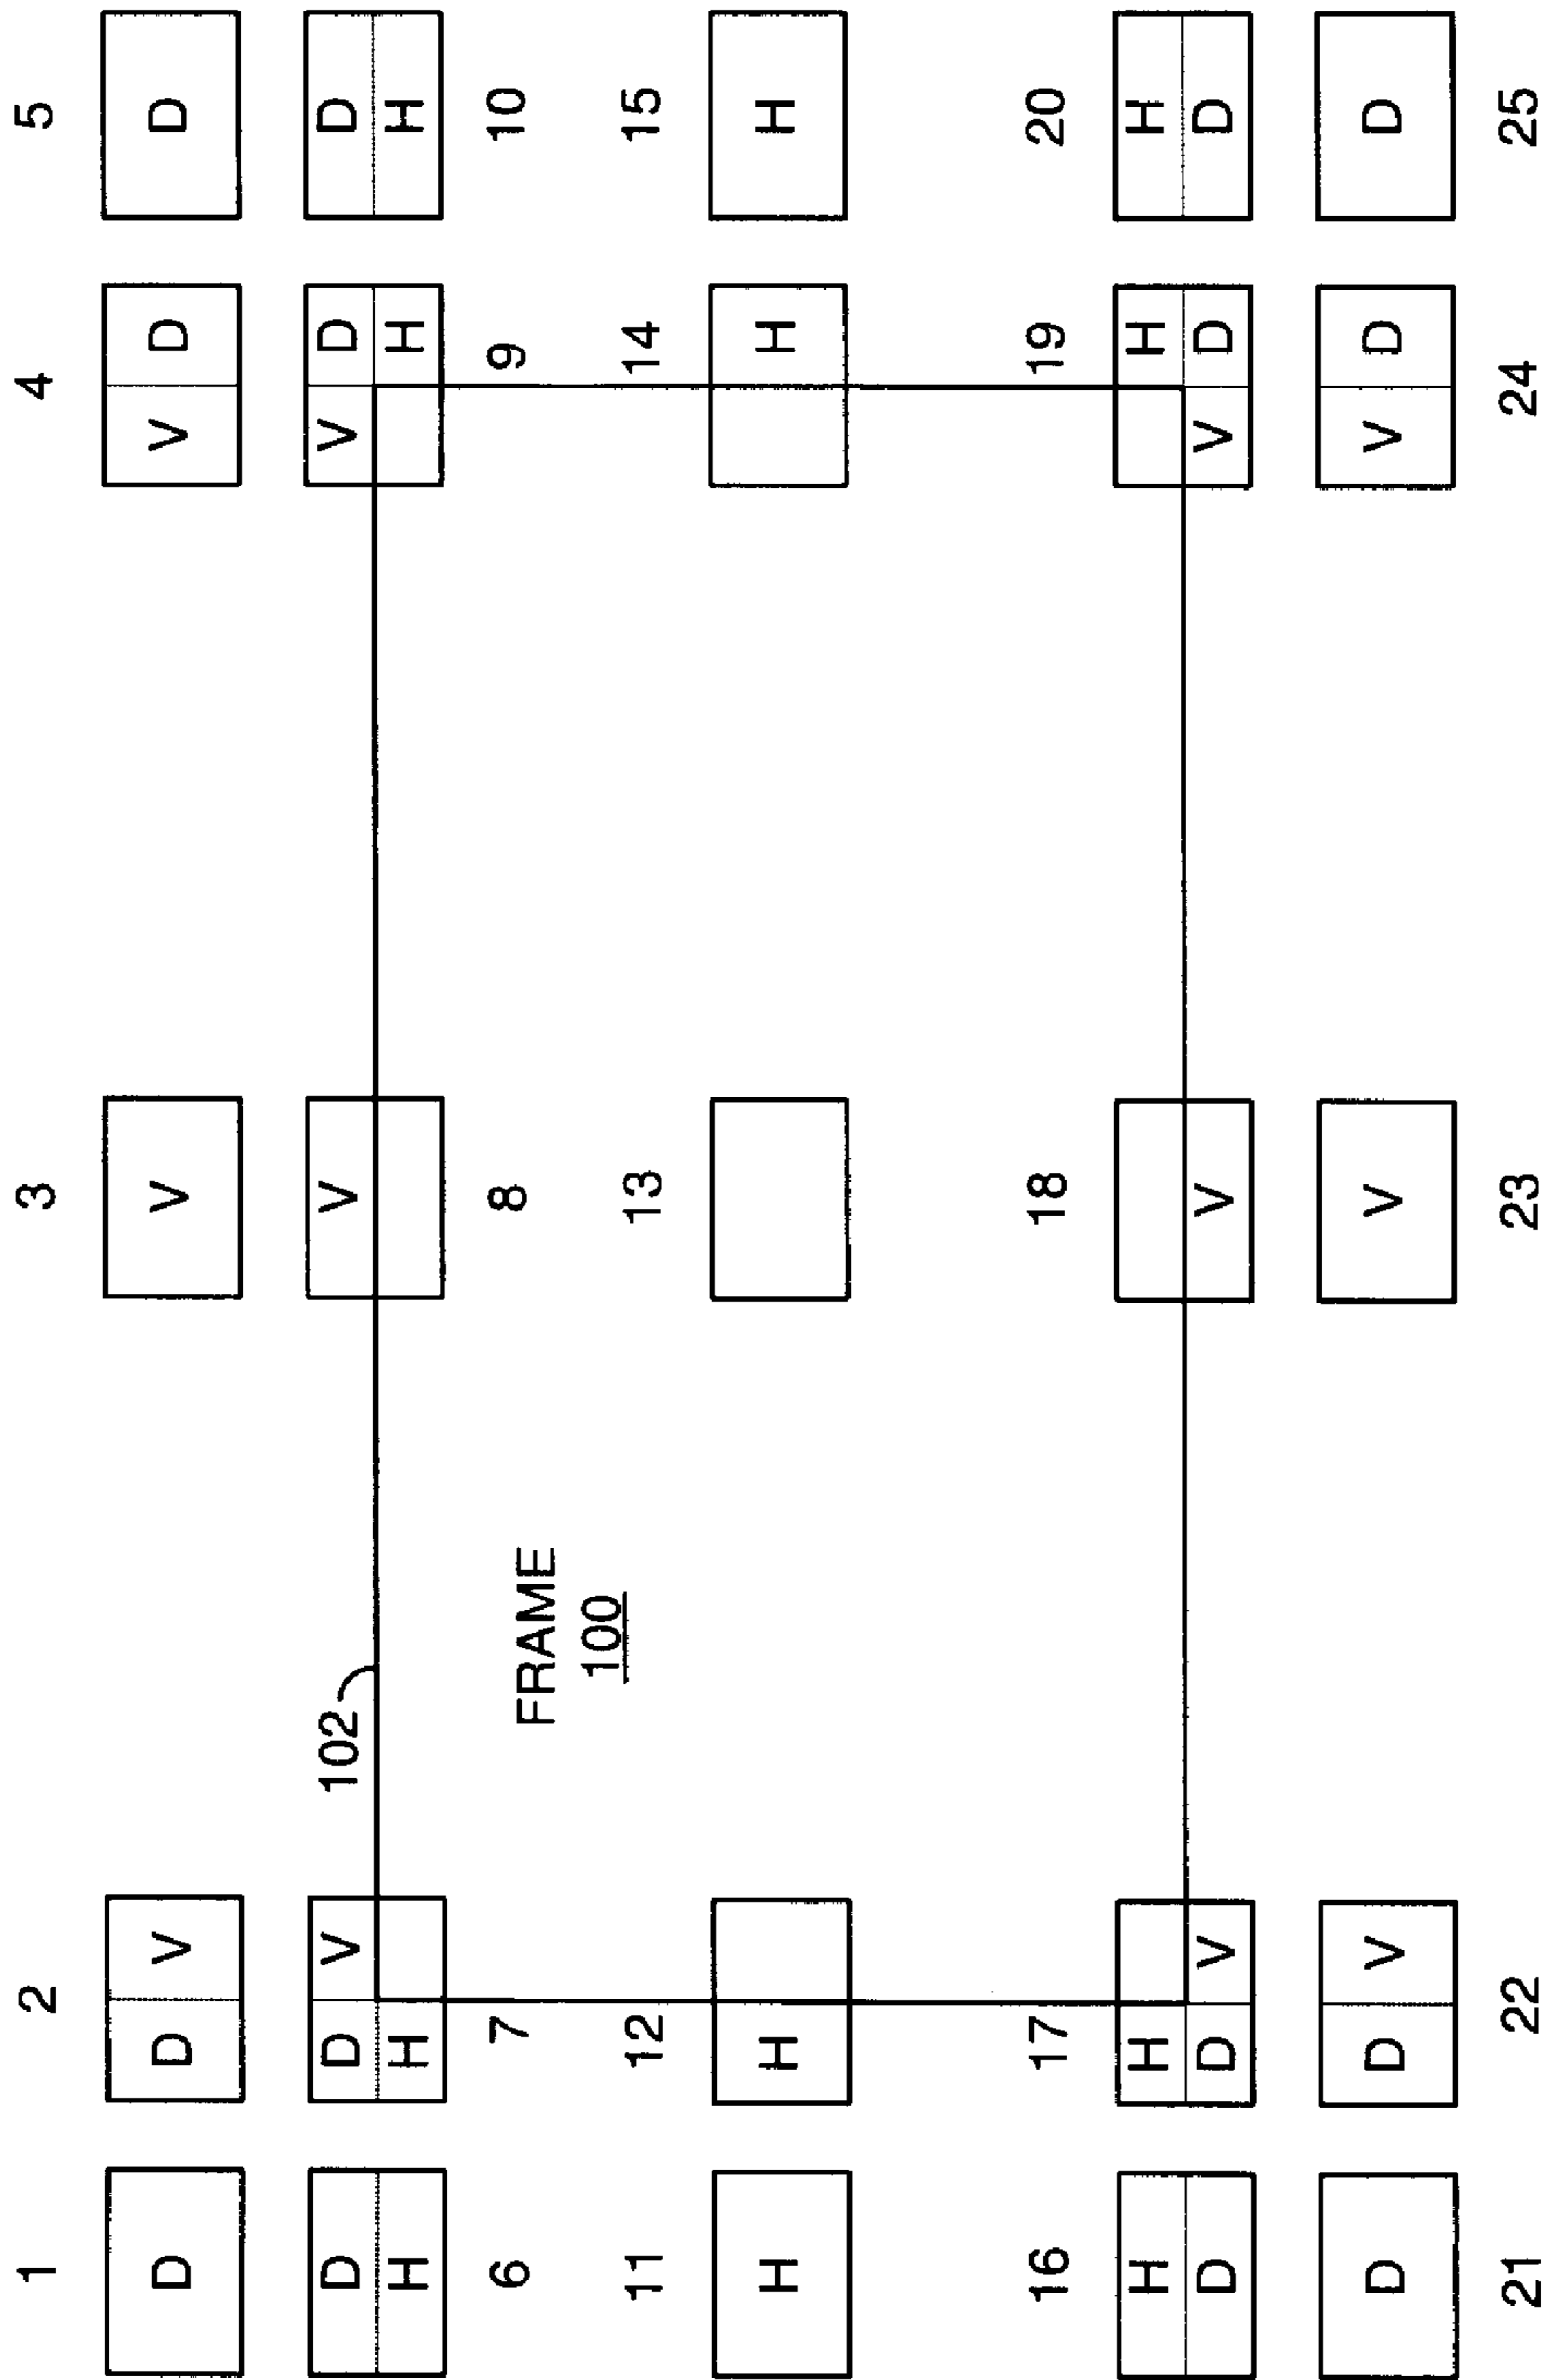 1 2 3 4 5
D D V V V D D
D D V 102 V V D D
H H H H
6 7 8 9 10
FRAME
100
11 12 13 14 15
H H H H
16 17 18 19 20
H H H H
D D V V V D D
D D V V V D D
21 22 23 24 25